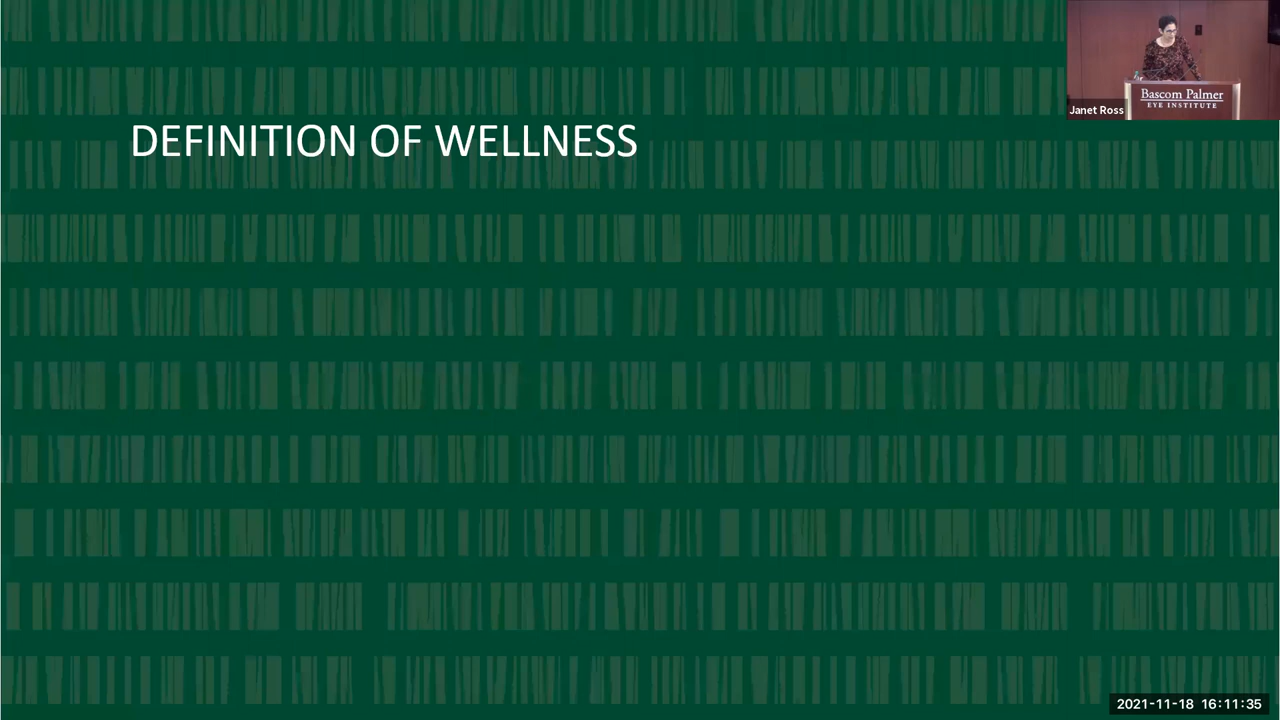 DEFINITION OF WELLNESS
Bascom Palmer
EYE INSTITUTE
Janet Ross
2021-11-18 16:11:35